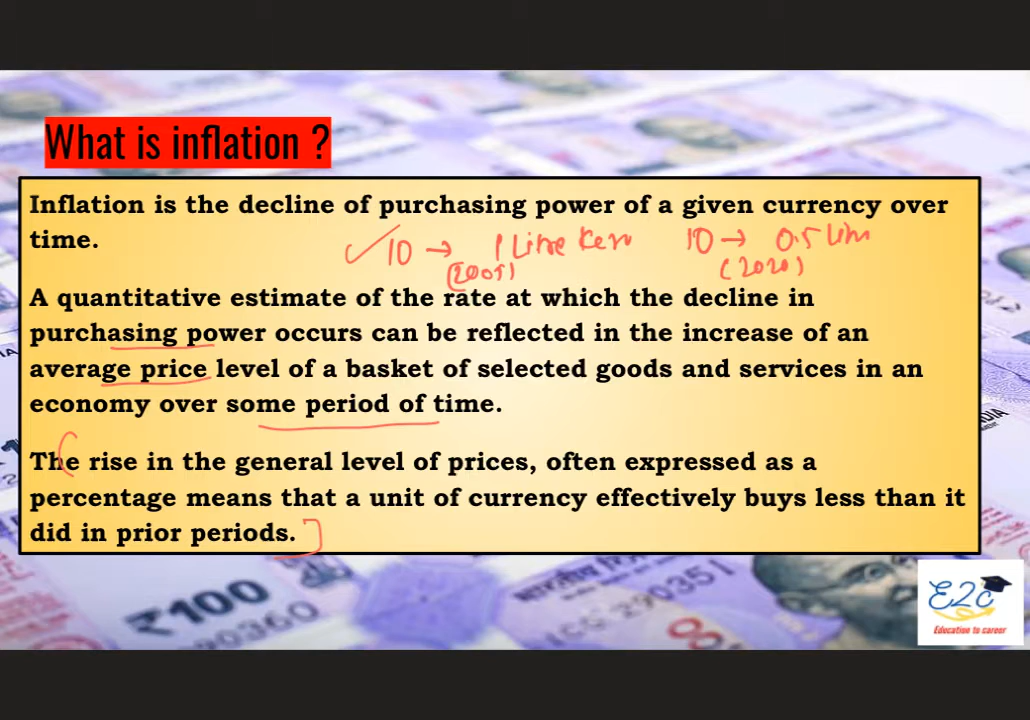 What is inflation ?
Inflation is the decline of purchasing power of a given currency over
time.
10 → 1 Litre Ken 10 → 0.5 Litre
(2005) (2020)
A quantitative estimate of the rate at which the decline in
purchasing power occurs can be reflected in the increase of an
average price level of a basket of selected goods and services in an
economy over some period of time.
The rise in the general level of prices, often expressed as a
percentage means that a unit of currency effectively buys less than it
did in prior periods.
₹100
E2C
Education to career